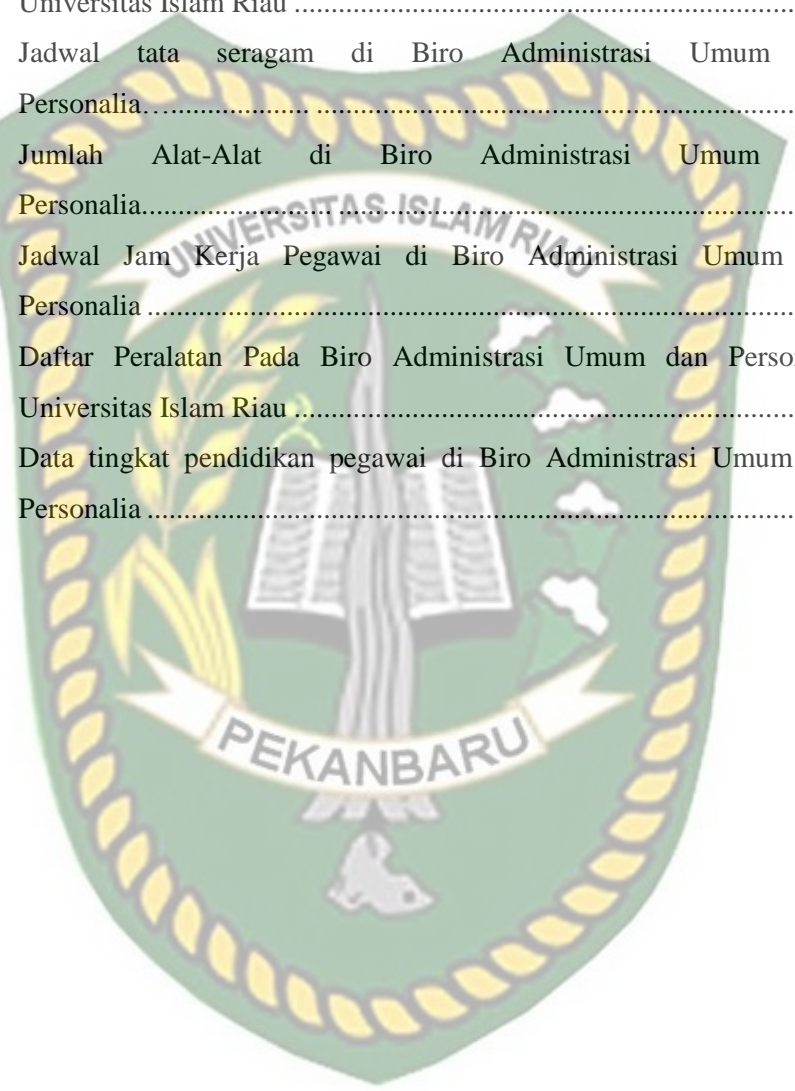 Universitas Islam Riau ........................................................................
Jadwal tata seragam di Biro Administrasi Umum
Personalia….................. ..............................................................
Jumlah Alat-Alat di Biro Administrasi Umum
Personalia....................... .............................................................
UNIVERSITAS ISLAM RIAU
Jadwal Jam Kerja Pegawai di Biro Administrasi Umum
Personalia ......................................................................................
Daftar Peralatan Pada Biro Administrasi Umum dan
Universitas Islam Riau ........................................................................
Data tingkat pendidikan pegawai di Biro Administrasi Umum
Personalia ......................................................................................
PEKANBARU